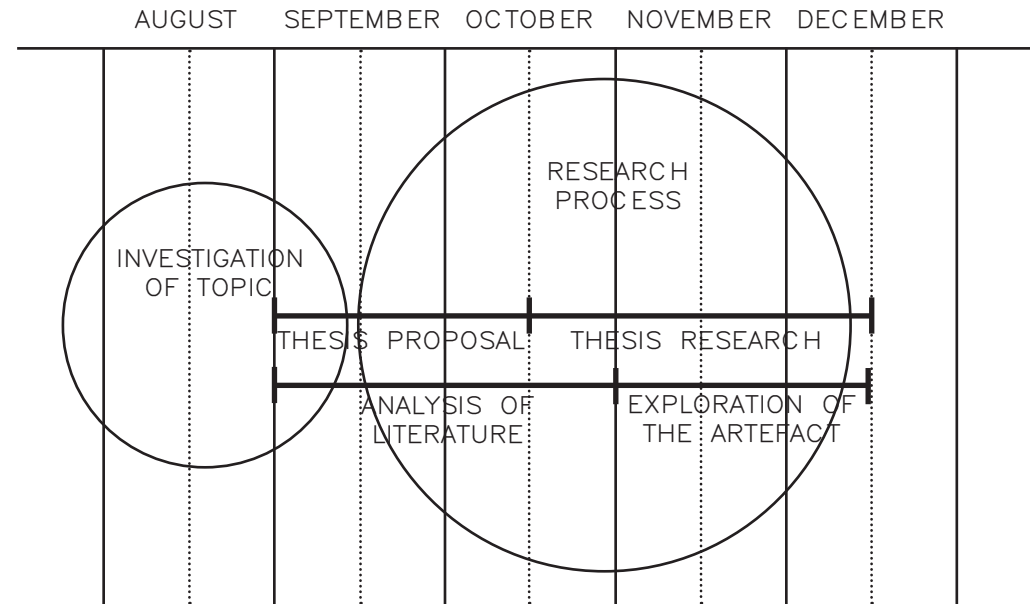 AUGUST SEPTEMBER OCTOBER NOVEMBER DECEMBER
RESEARCH
PROCESS
INVESTIGATION
OF TOPIC
THESIS PROPOSAL THESIS RESEARCH
ANALYSIS OF
LITERATURE
EXPLORATION OF
THE ARTEFACT